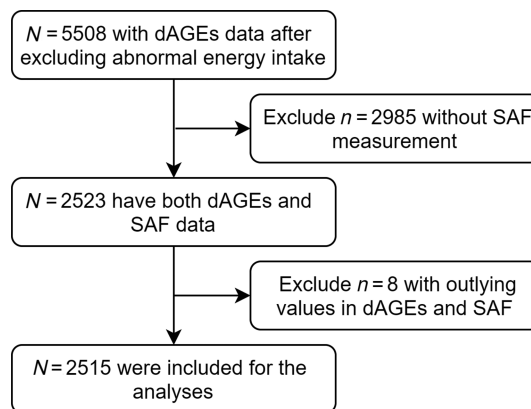 N = 5508 with dAGEs data after
excluding abnormal energy intake
Exclude n = 2985 without SAF
measurement
N = 2523 have both dAGEs and
SAF data
Exclude n = 8 with outlying
values in dAGEs and SAF
N = 2515 were included for the
analyses